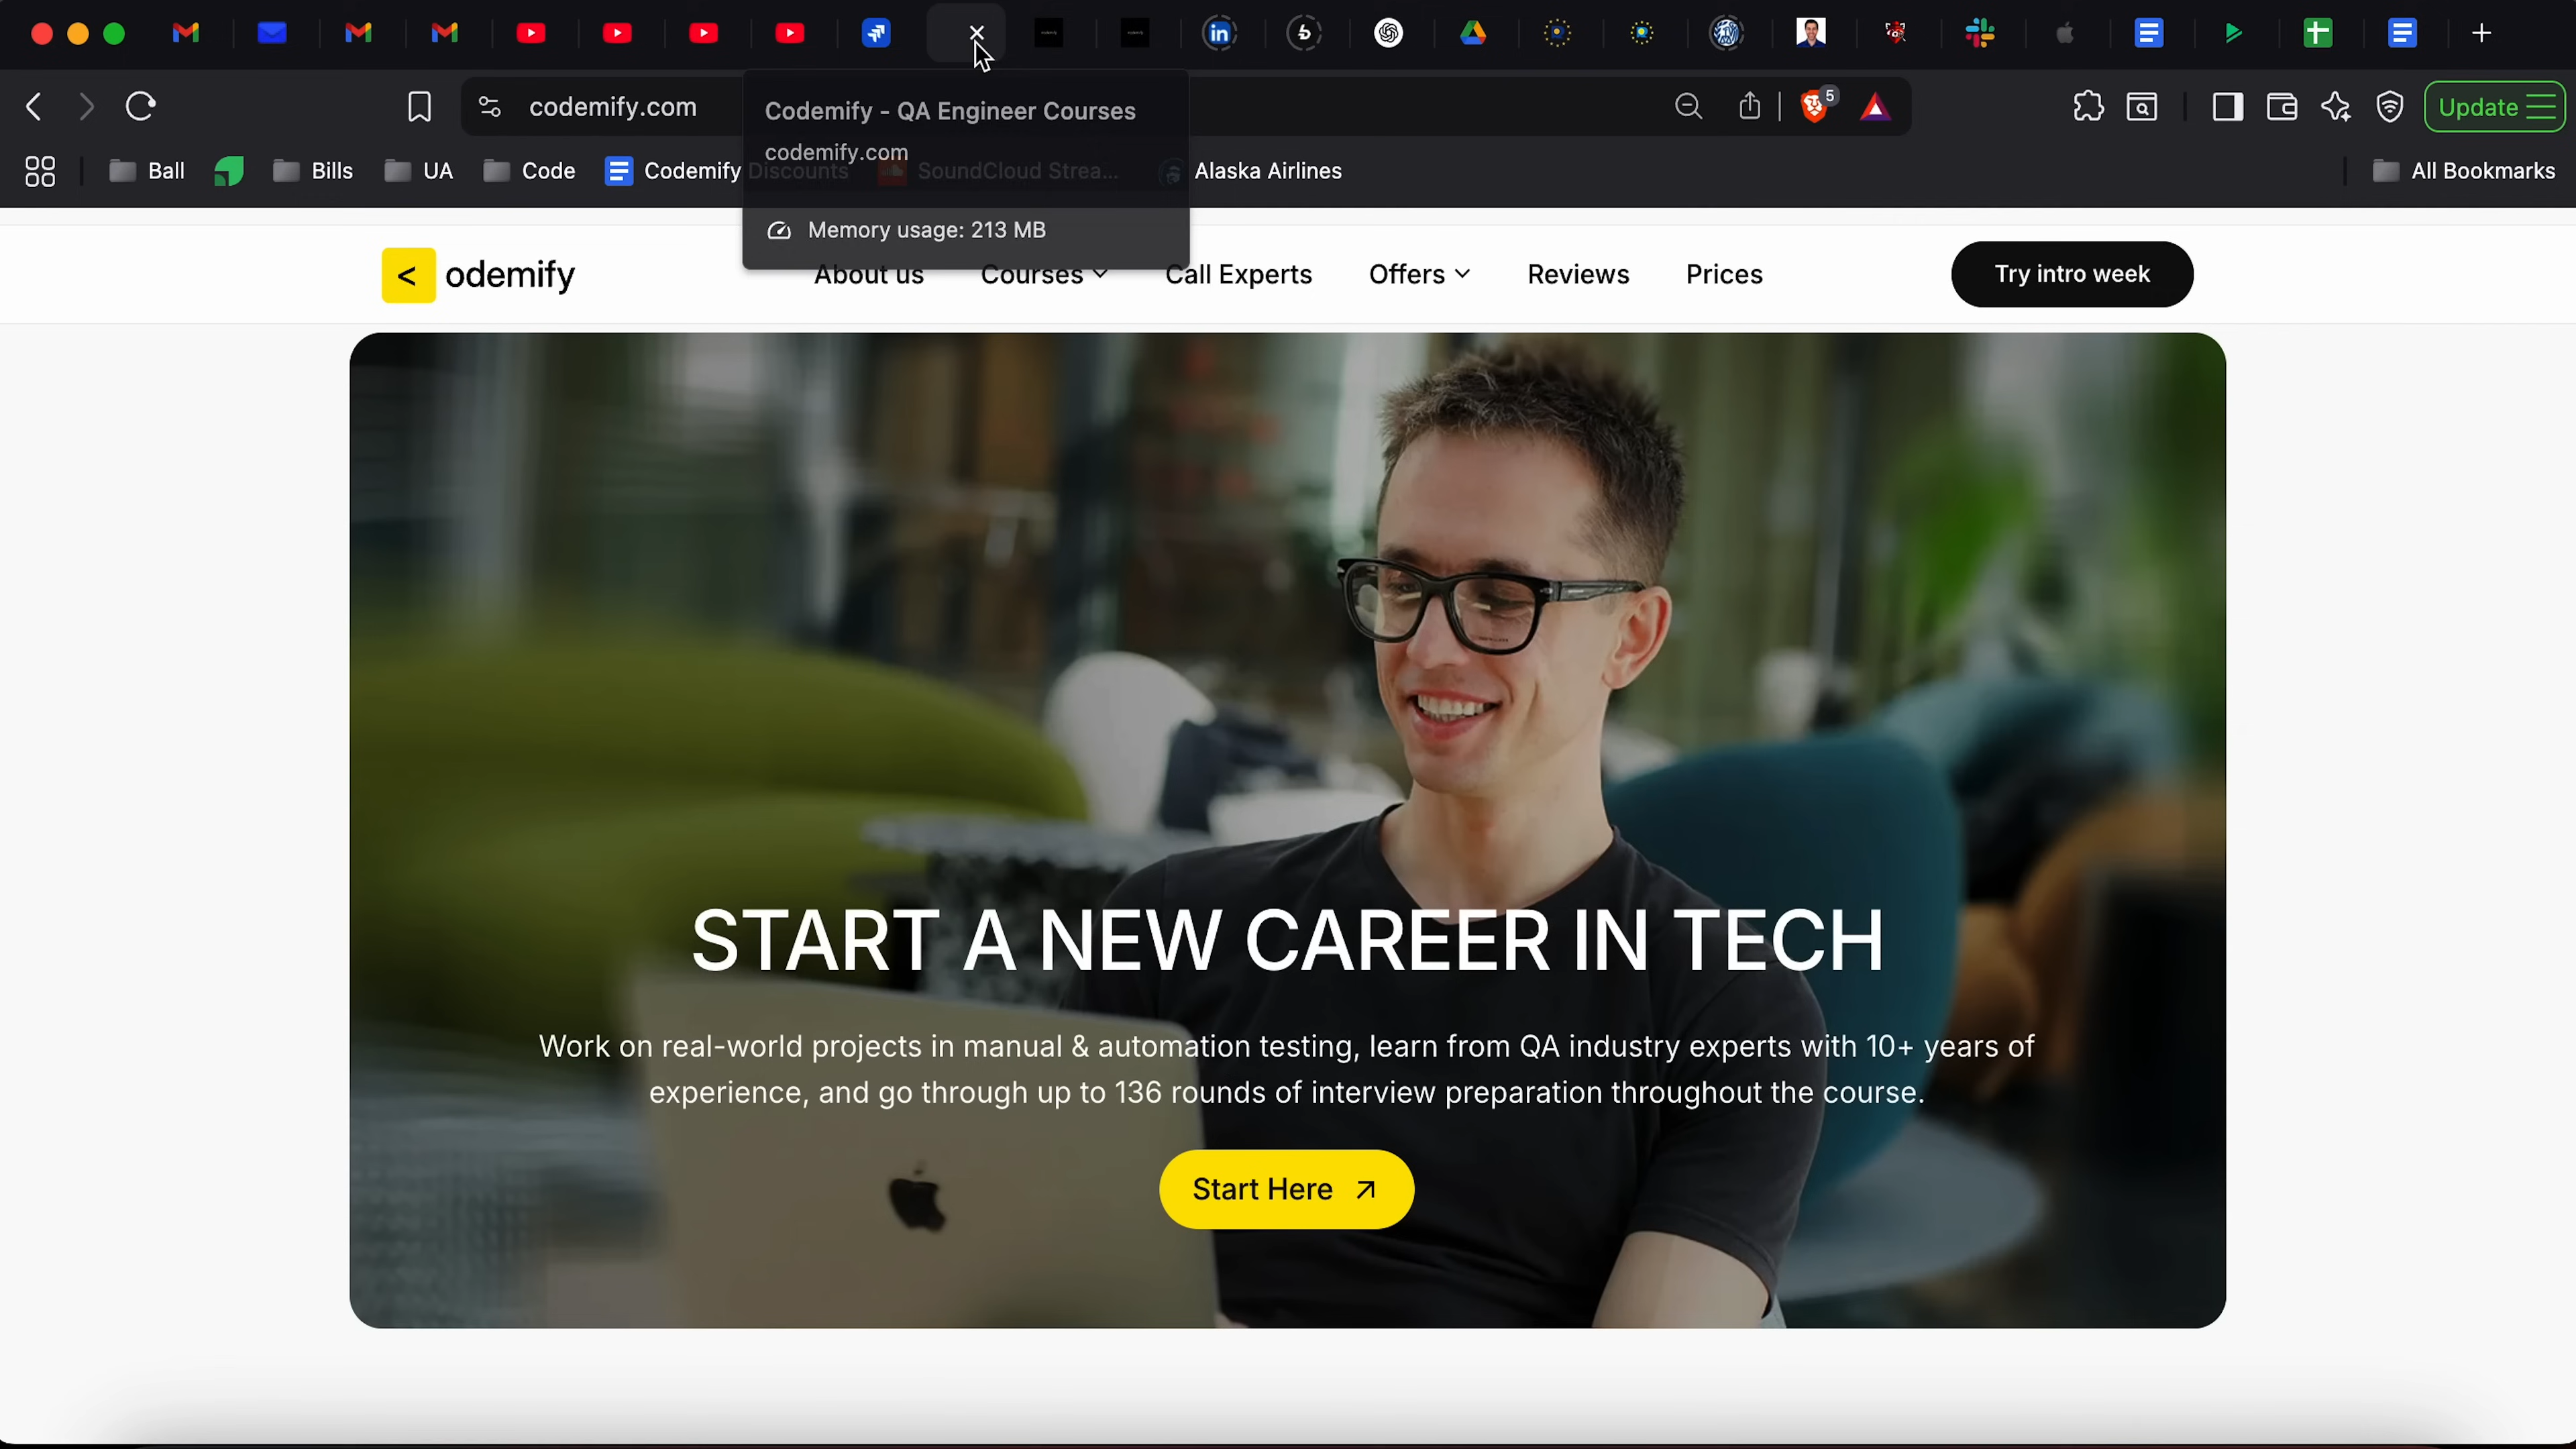 codemify.com
5
Update
Codemify - QA Engineer Courses
codemify.com
Memory usage: 213 MB
Ball
Bills
UA
Code
Codemify Discounts
SoundCloud Strea...
Alaska Airlines
All Bookmarks
< odemify
About us
Courses
Call Experts
Offers
Reviews
Prices
Try intro week
START A NEW CAREER IN TECH
Work on real-world projects in manual & automation testing, learn from QA industry experts with 10+ years of
experience, and go through up to 136 rounds of interview preparation throughout the course.
Start Here